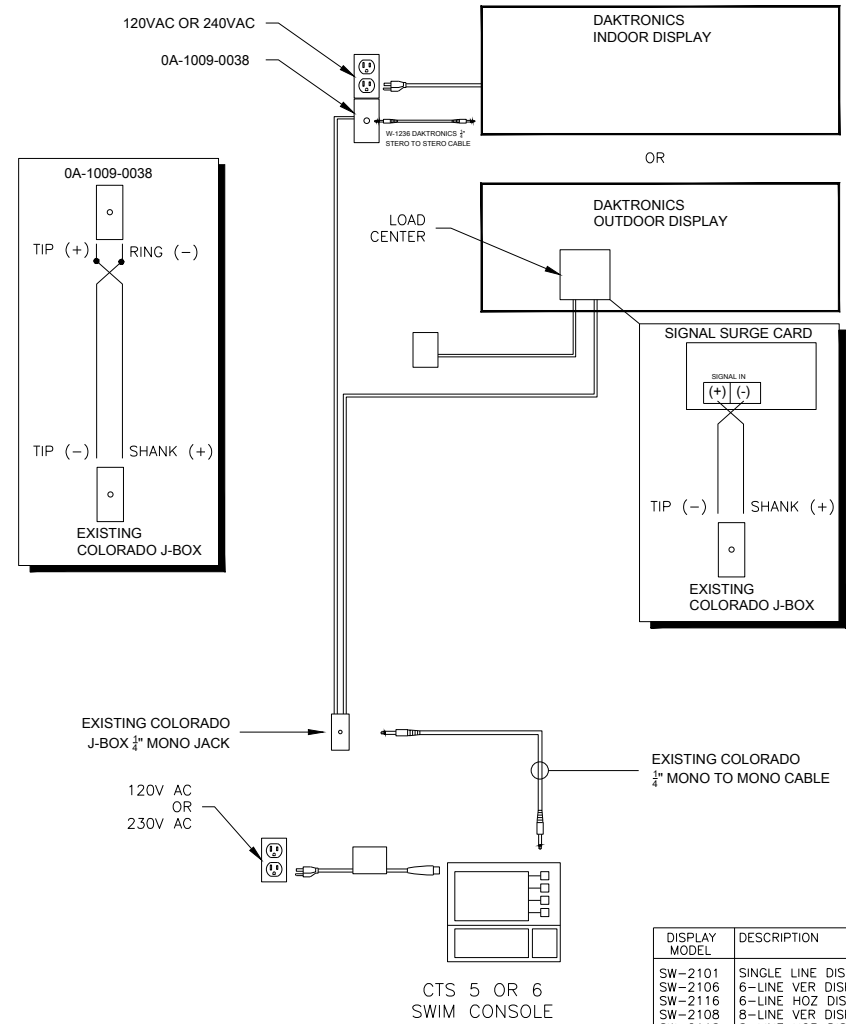 120VAC OR 240VAC
0A-1009-0038
DAKTRONICS
INDOOR DISPLAY
W-1236 DAKTRONICS ¼"
STERO TO STERO CABLE
OR
DAKTRONICS
OUTDOOR DISPLAY
LOAD
CENTER
0A-1009-0038
TIP (+) RING (-)
TIP (-) SHANK (+)
EXISTING
COLORADO J-BOX
SIGNAL SURGE CARD
SIGNAL IN
(+) (-)
TIP (-) SHANK (+)
EXISTING
COLORADO J-BOX
EXISTING COLORADO
J-BOX ¼" MONO JACK
EXISTING COLORADO
¼" MONO TO MONO CABLE
120V AC
OR
230V AC
CTS 5 OR 6
SWIM CONSOLE
DISPLAY
MODEL
DESCRIPTION
SW-2101 SINGLE LINE DIS
SW-2106 6-LINE VER DIS
SW-2116 6-LINE HOZ DIS
SW-2108 8-LINE VER DIS